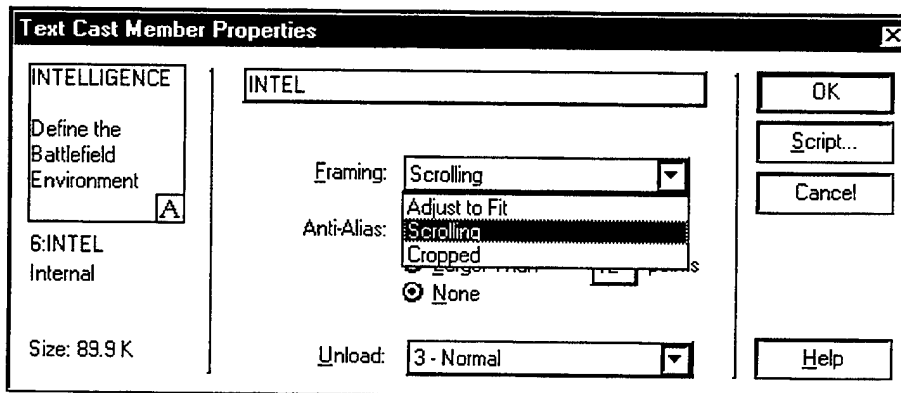 Text Cast Member Properties
INTELLIGENCE
Define the
Battlefield
Environment
A
6:INTEL
Internal
Size: 89.9 K
INTEL
Framing: Scrolling
Adjust to Fit
Scrolling
Cropped
Anti-Alias:
None
Unload: 3 - Normal
OK
Script...
Cancel
Help